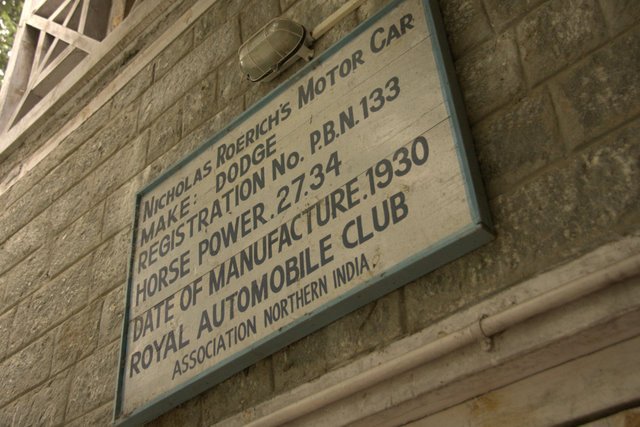 NICHOLAS ROERICH'S MOTOR CAR
MAKE: DODGE
REGISTRATION No. P.B.N. 133
HORSE POWER. 27.34
DATE OF MANUFACTURE. 1930
ROYAL AUTOMOBILE CLUB
ASSOCIATION NORTHERN INDIA.